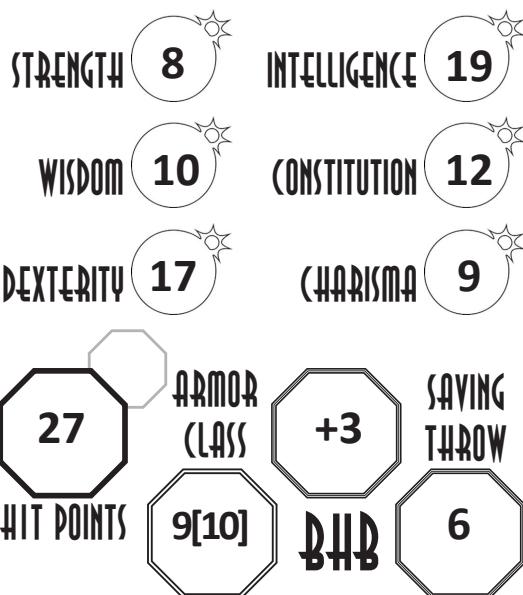 STRENGTH 8 INTELLIGENCE 19
WISDOM 10 CONSTITUTION 12
DEXTERITY 17 CHARISMA 9
27
HIT POINTS
ARMOR
CLASS
9[10]
+3
BHB
SAVING
THROW
6